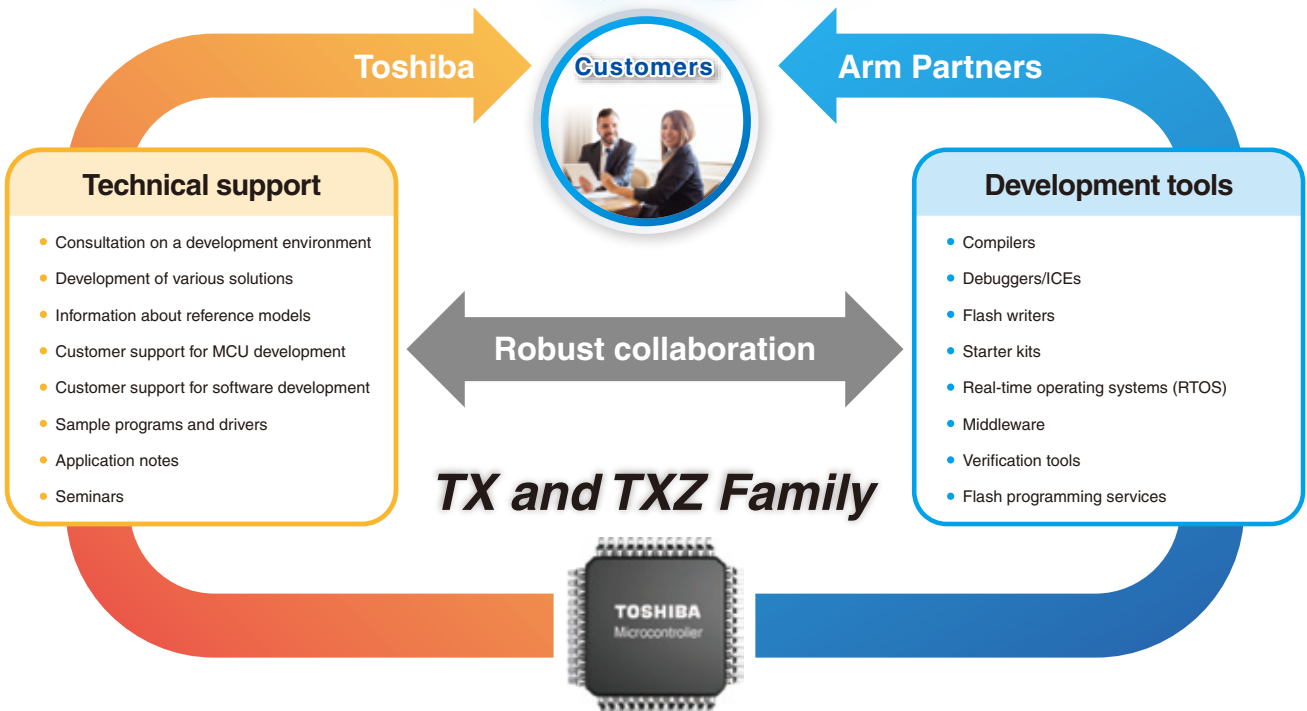 Toshiba
Customers
Arm Partners
Technical support
Consultation on a development environment
Development of various solutions
Information about reference models
Customer support for MCU development
Customer support for software development
Sample programs and drivers
Application notes
Seminars
Robust collaboration
Development tools
Compilers
Debuggers/ICEs
Flash writers
Starter kits
Real-time operating systems (RTOS)
Middleware
Verification tools
Flash programming services
TX and TXZ Family
TOSHIBA
Microcontroller